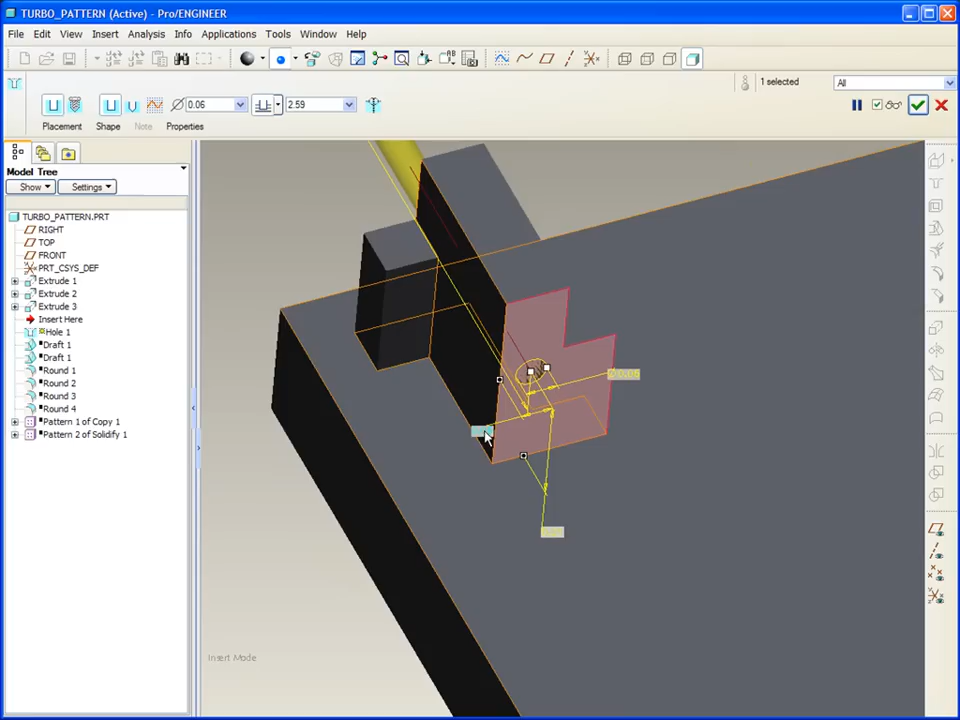 TURBO_PATTERN (Active) - Pro/ENGINEER
File Edit View Insert Analysis Info Applications Tools Window Help
1 selected
All
0.06
2.59
Placement Shape Note Properties
Model Tree
Show Settings
TURBO_PATTERN.PRT
RIGHT
TOP
FRONT
PRT_CSYS_DEF
Extrude 1
Extrude 2
Extrude 3
Insert Here
Hole 1
Draft 1
Draft 1
Round 1
Round 2
Round 3
Round 4
Pattern 1 of Copy 1
Pattern 2 of Solidify 1
Ø0.06
Insert Mode